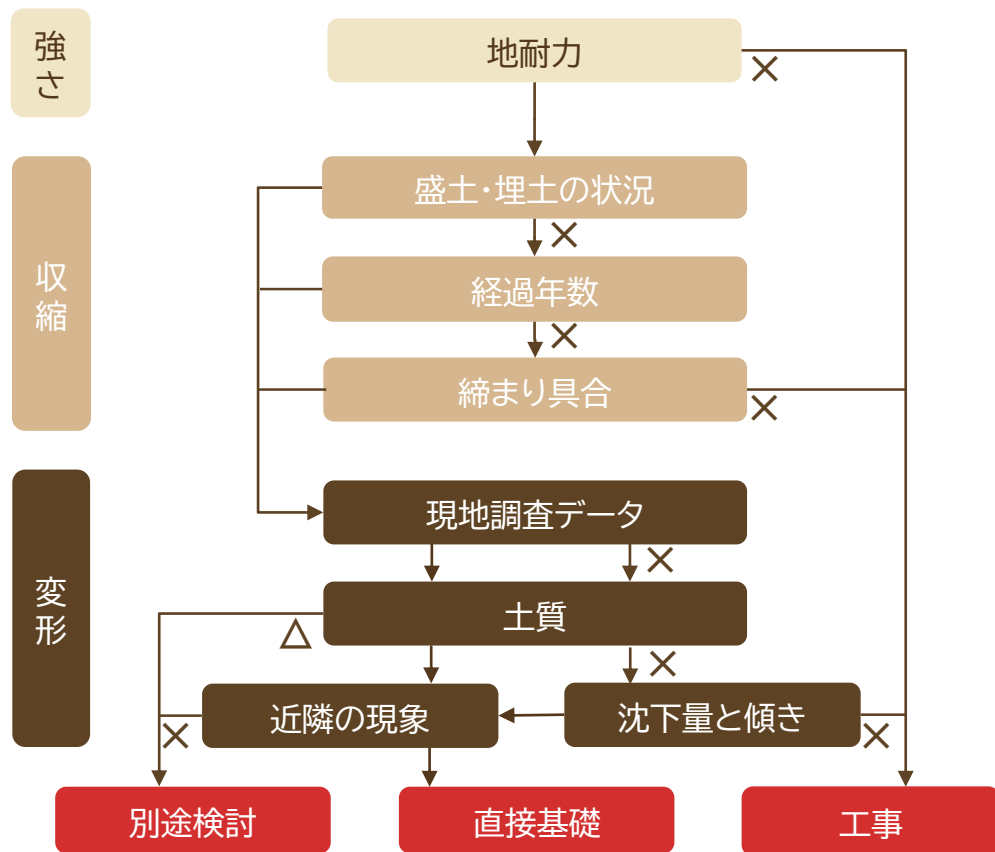 強さ
地耐力
×
収縮
盛土・埋土の状況
×
経過年数
×
締まり具合
×
変形
現地調査データ
×
土質
△
×
近隣の現象
沈下量と傾き
×
×
別途検討
直接基礎
工事